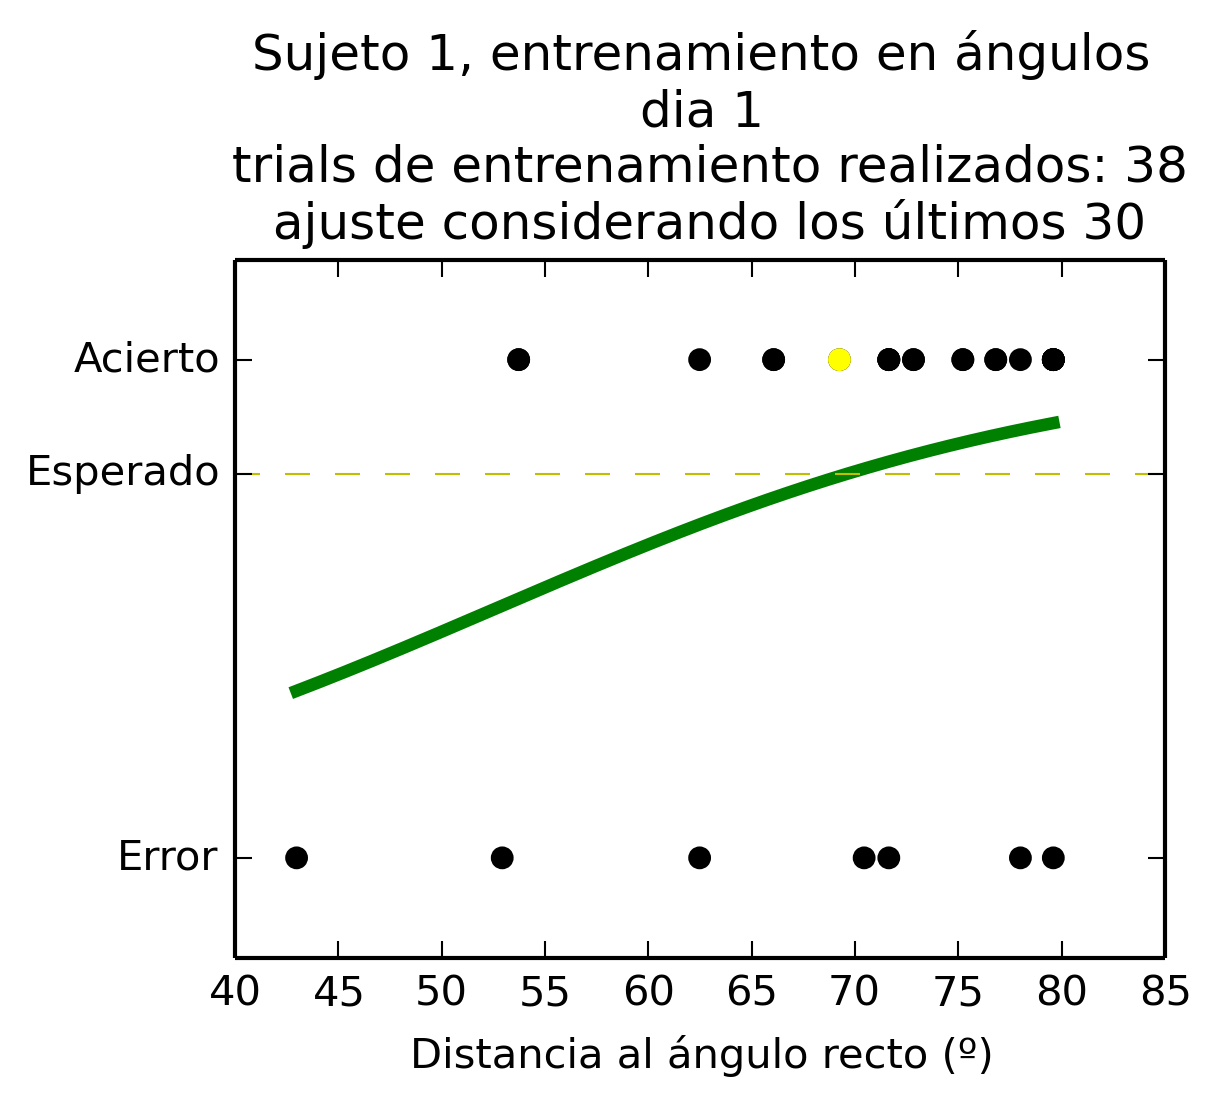 Sujeto 1, entrenamiento en ángulos
dia 1
trials de entrenamiento realizados: 38
ajuste considerando los últimos 30
Acierto
Esperado
Error
40 45 50 55 60 65 70 75 80 85
Distancia al ángulo recto (º)